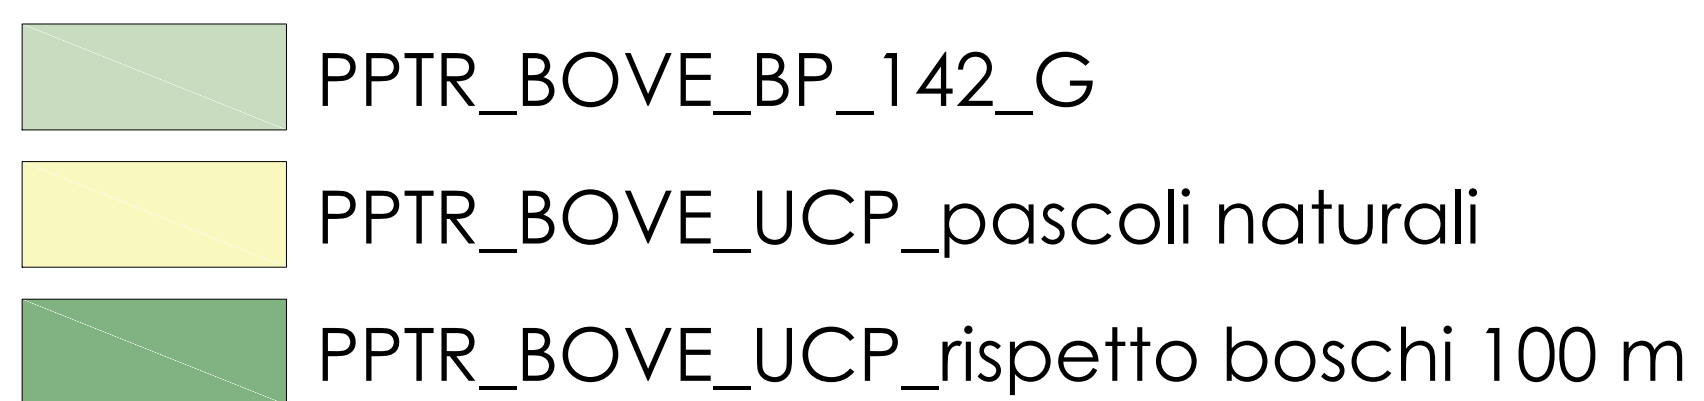 PPTR_BOVE_BP_142_G
PPTR_BOVE_UCP_pascoli naturali
PPTR_BOVE_UCP_rispetto boschi 100 m